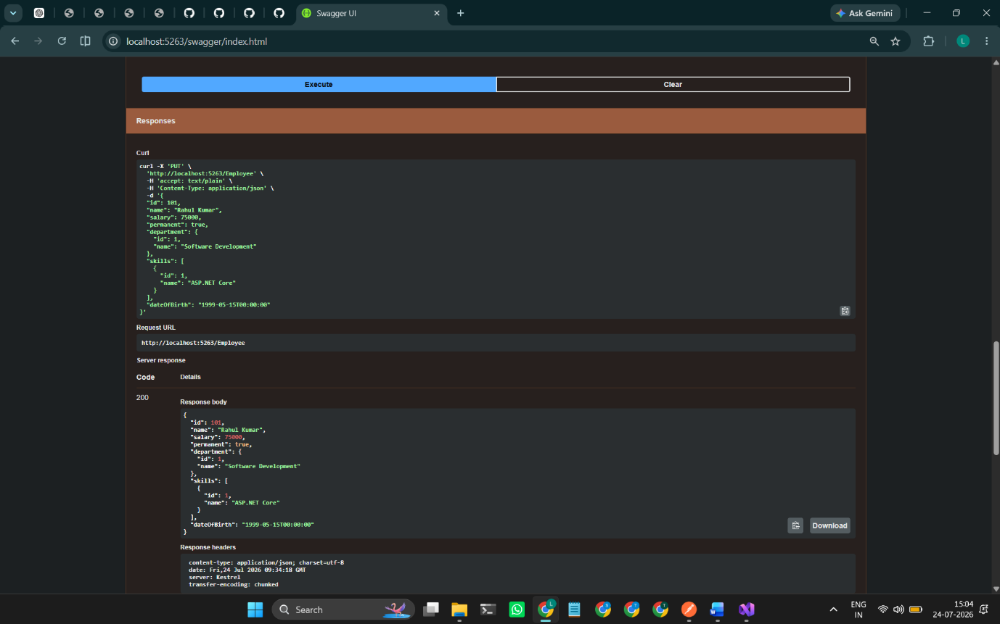 Swagger UI
Ask Gemini
localhost:5263/swagger/index.html
L
Execute
Clear
Responses
Curl
curl -X 'PUT' \
  'http://localhost:5263/Employee' \
  -H 'accept: text/plain' \
  -H 'Content-Type: application/json' \
  -d '{
  "id": 101,
  "name": "Rahul Kumar",
  "salary": 75000,
  "permanent": true,
  "department": {
    "id": 1,
    "name": "Software Development"
  },
  "skills": [
    {
      "id": 1,
      "name": "ASP.NET Core"
    }
  ],
  "dateOfBirth": "1999-05-15T00:00:00"
}'
Request URL
http://localhost:5263/Employee
Server response
Code Details
200
Response body
{
  "id": 101,
  "name": "Rahul Kumar",
  "salary": 75000,
  "permanent": true,
  "department": {
    "id": 1,
    "name": "Software Development"
  },
  "skills": [
    {
      "id": 1,
      "name": "ASP.NET Core"
    }
  ],
  "dateOfBirth": "1999-05-15T00:00:00"
}
Download
Response headers
content-type: application/json; charset=utf-8
date: Fri,24 Jul 2026 09:34:18 GMT
server: Kestrel
transfer-encoding: chunked
Search
ENG
IN
15:04
24-07-2026